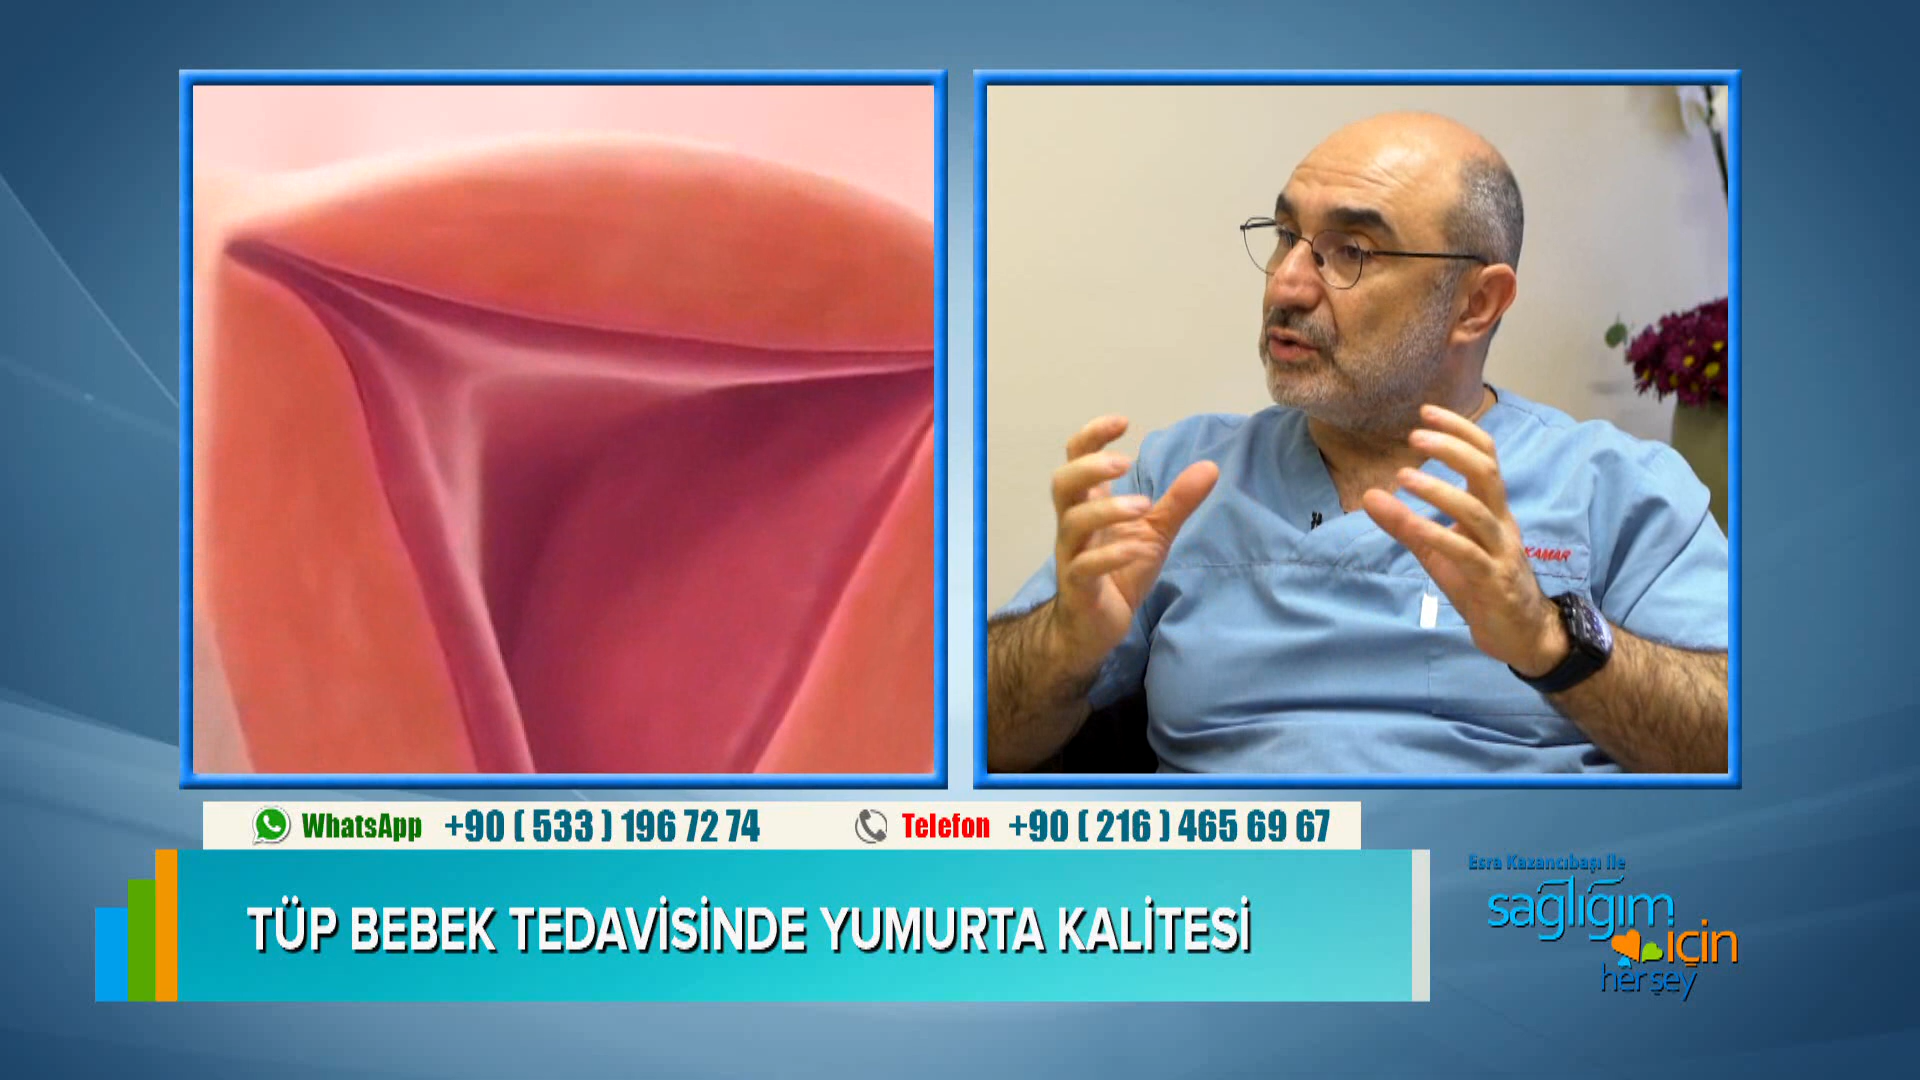 KAMAR
WhatsApp +90 ( 533 ) 196 72 74 Telefon +90 ( 216 ) 465 69 67
TÜP BEBEK TEDAVİSİNDE YUMURTA KALİTESİ
Esra Kazancıbaşı ile
sağlığım
için
herşey